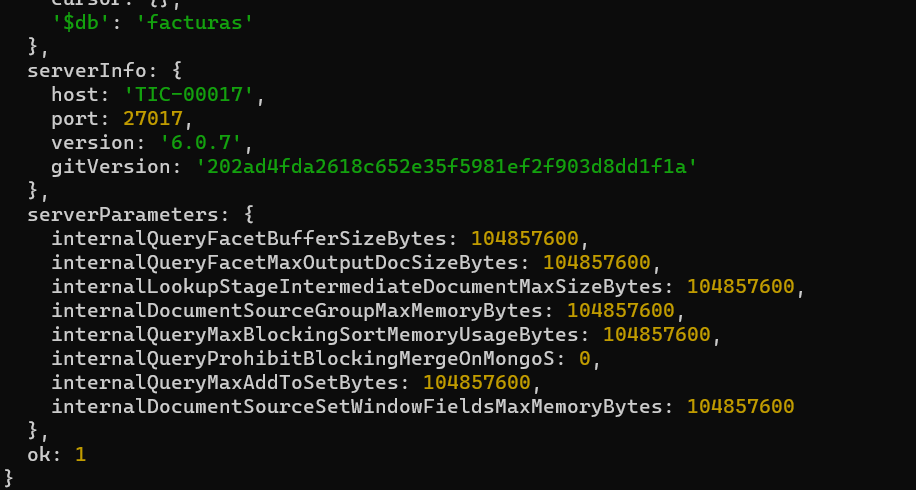 cursor: {},
'$db': 'facturas'
},
serverInfo: {
host: 'TIC-00017',
port: 27017,
version: '6.0.7',
gitVersion: '202ad4fda2618c652e35f5981ef2f903d8dd1f1a'
},
serverParameters: {
internalQueryFacetBufferSizeBytes: 104857600,
internalQueryFacetMaxOutputDocSizeBytes: 104857600,
internalLookupStageIntermediateDocumentMaxSizeBytes: 104857600,
internalDocumentSourceGroupMaxMemoryBytes: 104857600,
internalQueryMaxBlockingSortMemoryUsageBytes: 104857600,
internalQueryProhibitBlockingMergeOnMongoS: 0,
internalQueryMaxAddToSetBytes: 104857600,
internalDocumentSourceSetWindowFieldsMaxMemoryBytes: 104857600
},
ok: 1
}